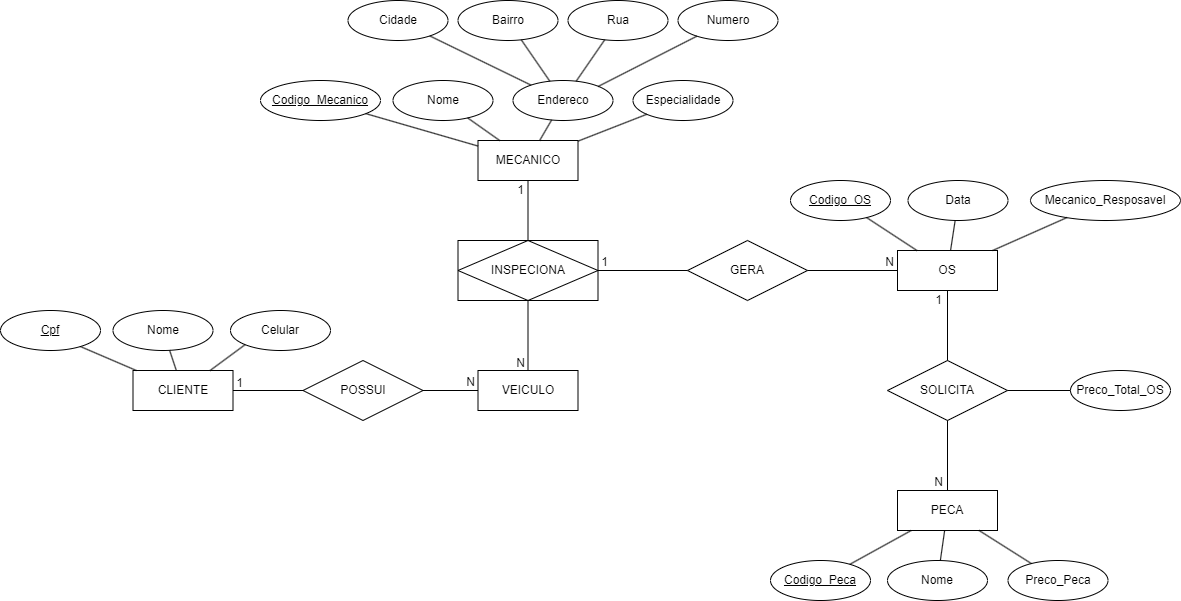 Cidade
Bairro
Rua
Numero
Codigo_Mecanico
Nome
Endereco
Especialidade
MECANICO
1
Codigo_OS
Data
Mecanico_Resposavel
INSPECIONA
1
GERA
N
OS
1
Cpf
Nome
Celular
N
CLIENTE
1
POSSUI
N
VEICULO
SOLICITA
Preco_Total_OS
N
PECA
Codigo_Peca
Nome
Preco_Peca